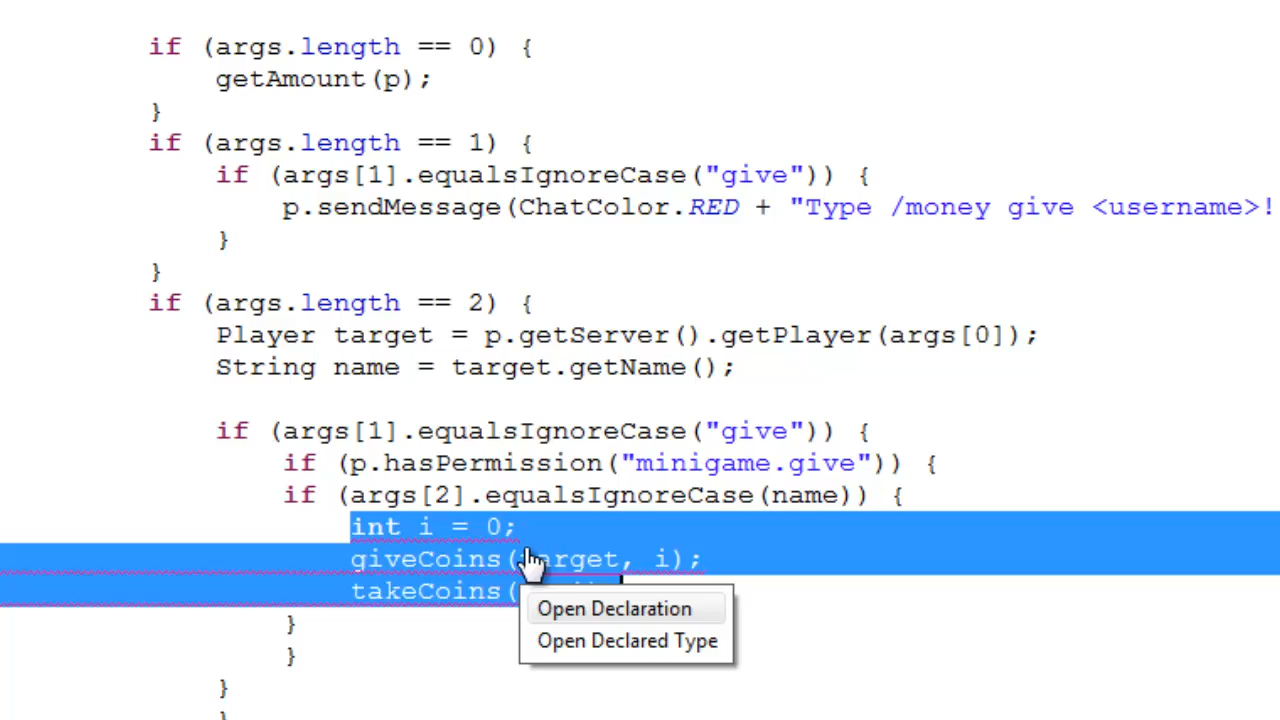 if (args.length == 0) {
getAmount(p);
}
if (args.length == 1) {
if (args[1].equalsIgnoreCase("give")) {
p.sendMessage(ChatColor.RED + "Type /money give <username>!
}
}
if (args.length == 2) {
Player target = p.getServer().getPlayer(args[0]);
String name = target.getName();
if (args[1].equalsIgnoreCase("give")) {
if (p.hasPermission("minigame.give")) {
if (args[2].equalsIgnoreCase(name)) {
int i = 0;
giveCoins(target, i);
takeCoins(
Open Declaration
Open Declared Type
}
}
}
}